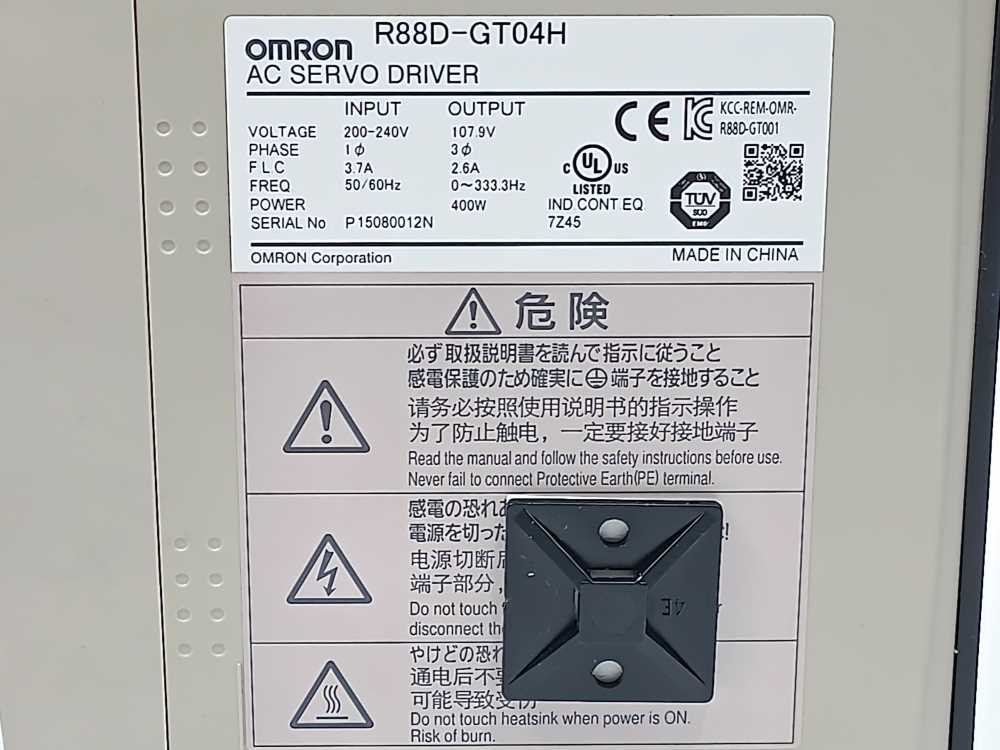 OMRON R88D-GT04H
AC SERVO DRIVER
INPUT OUTPUT
VOLTAGE 200-240V 107.9V
PHASE 1ϕ 3ϕ
F L C 3.7A 2.6A
FREQ 50/60Hz 0～333.3Hz
POWER 400W
SERIAL No P15080012N
CE
KCC-REM-OMR-
R88D-GT001
C UL US
LISTED
IND.CONT.EQ.
7Z45
TÜV
SÜD
EMC
OMRON Corporation MADE IN CHINA
危険
必ず取扱説明書を読んで指示に従うこと
感電保護のため確実に端子を接地すること
请务必按照使用说明书的指示操作
为了防止触电，一定要接好接地端子
Read the manual and follow the safety instructions before use.
Never fail to connect Protective Earth(PE) terminal.
感電の恐れ
電源を切った !
电源切断
端子部分，
Do not touch
disconnect
やけどの恐れ
通电后不
可能导致受伤
Do not touch heatsink when power is ON.
Risk of burn.
4E